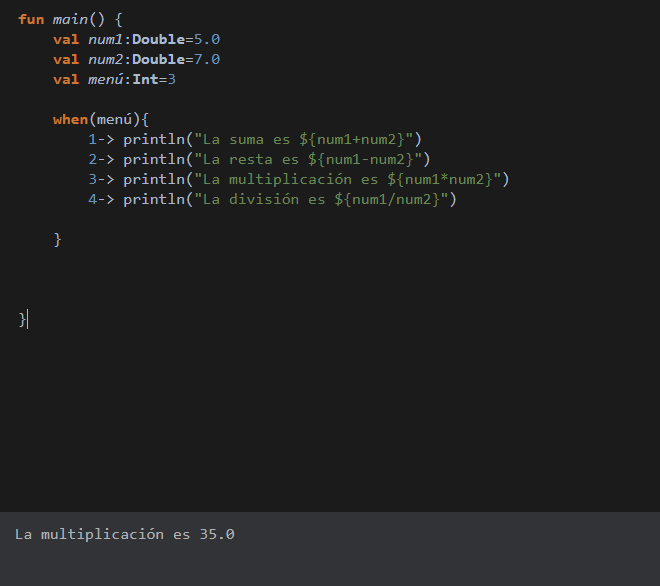 fun main() {
    val num1:Double=5.0
    val num2:Double=7.0
    val menú:Int=3
    when(menú){
        1-> println("La suma es ${num1+num2}")
        2-> println("La resta es ${num1-num2}")
        3-> println("La multiplicación es ${num1*num2}")
        4-> println("La división es ${num1/num2}")
    }
}
La multiplicación es 35.0